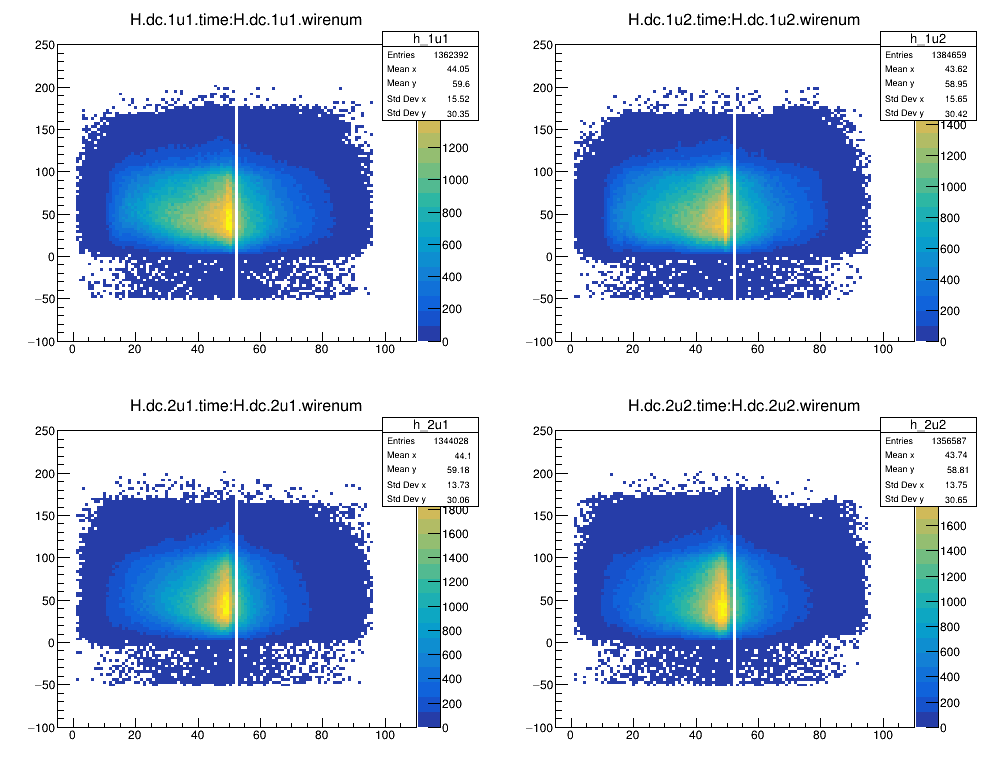 H.dc.1u1.time:H.dc.1u1.wirenum
h_1u1
Entries 1362392
Mean x 44.05
Mean y 59.6
Std Dev x 15.52
Std Dev y 30.35
250
200
150
100
50
0
−50
−100
0 20 40 60 80 100
1200
1000
800
600
400
200
0
H.dc.1u2.time:H.dc.1u2.wirenum
h_1u2
Entries 1384659
Mean x 43.62
Mean y 58.95
Std Dev x 15.65
Std Dev y 30.42
250
200
150
100
50
0
−50
−100
0 20 40 60 80 100
1400
1200
1000
800
600
400
200
0
H.dc.2u1.time:H.dc.2u1.wirenum
h_2u1
Entries 1344028
Mean x 44.1
Mean y 59.18
Std Dev x 13.73
Std Dev y 30.06
250
200
150
100
50
0
−50
−100
0 20 40 60 80 100
1800
1600
1400
1200
1000
800
600
400
200
0
H.dc.2u2.time:H.dc.2u2.wirenum
h_2u2
Entries 1356587
Mean x 43.74
Mean y 58.81
Std Dev x 13.75
Std Dev y 30.65
250
200
150
100
50
0
−50
−100
0 20 40 60 80 100
1600
1400
1200
1000
800
600
400
200
0